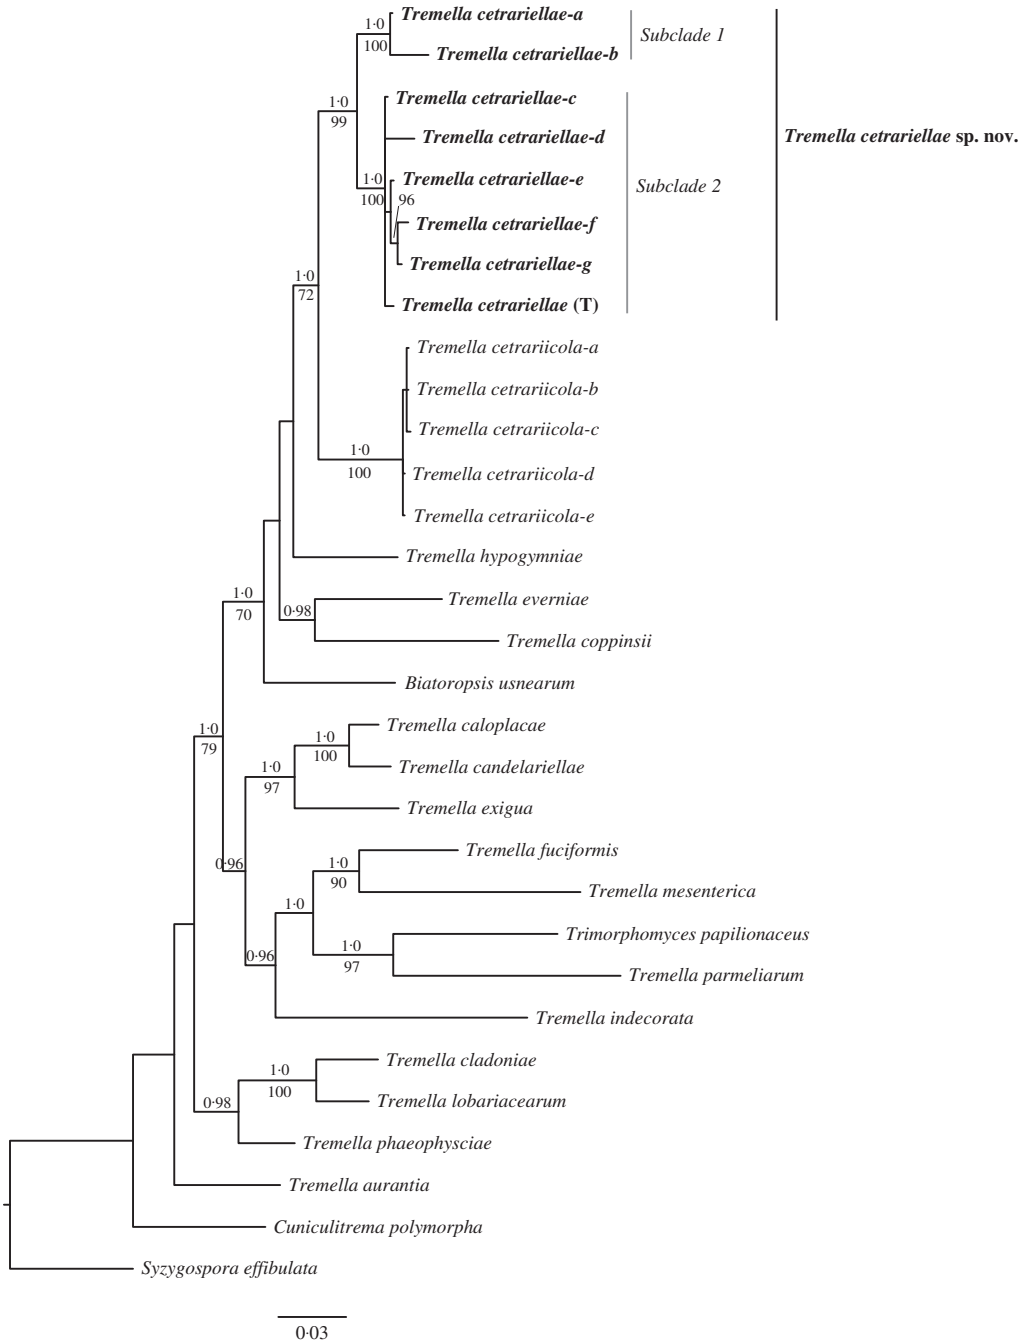 1·0
100
Tremella cetrariellae-a
Tremella cetrariellae-b
Subclade 1
1·0
99
Tremella cetrariellae-c
Tremella cetrariellae-d
Tremella cetrariellae sp. nov.
1·0
100
96
Tremella cetrariellae-e
Subclade 2
Tremella cetrariellae-f
Tremella cetrariellae-g
Tremella cetrariellae (T)
1·0
72
Tremella cetrariicola-a
Tremella cetrariicola-b
Tremella cetrariicola-c
1·0
100
Tremella cetrariicola-d
Tremella cetrariicola-e
Tremella hypogymniae
1·0
70
0·98
Tremella everniae
Tremella coppinsii
Biatoropsis usnearum
1·0
79
Tremella caloplacae
1·0
100
Tremella candelariellae
1·0
97
Tremella exigua
0·96
Tremella fuciformis
1·0
90
Tremella mesenterica
1·0
Trimorphomyces papilionaceus
1·0
97
Tremella parmeliarum
0·96
Tremella indecorata
Tremella cladoniae
1·0
100
Tremella lobariacearum
0·98
Tremella phaeophysciae
Tremella aurantia
Cuniculitrema polymorpha
Syzygospora effibulata
0·03